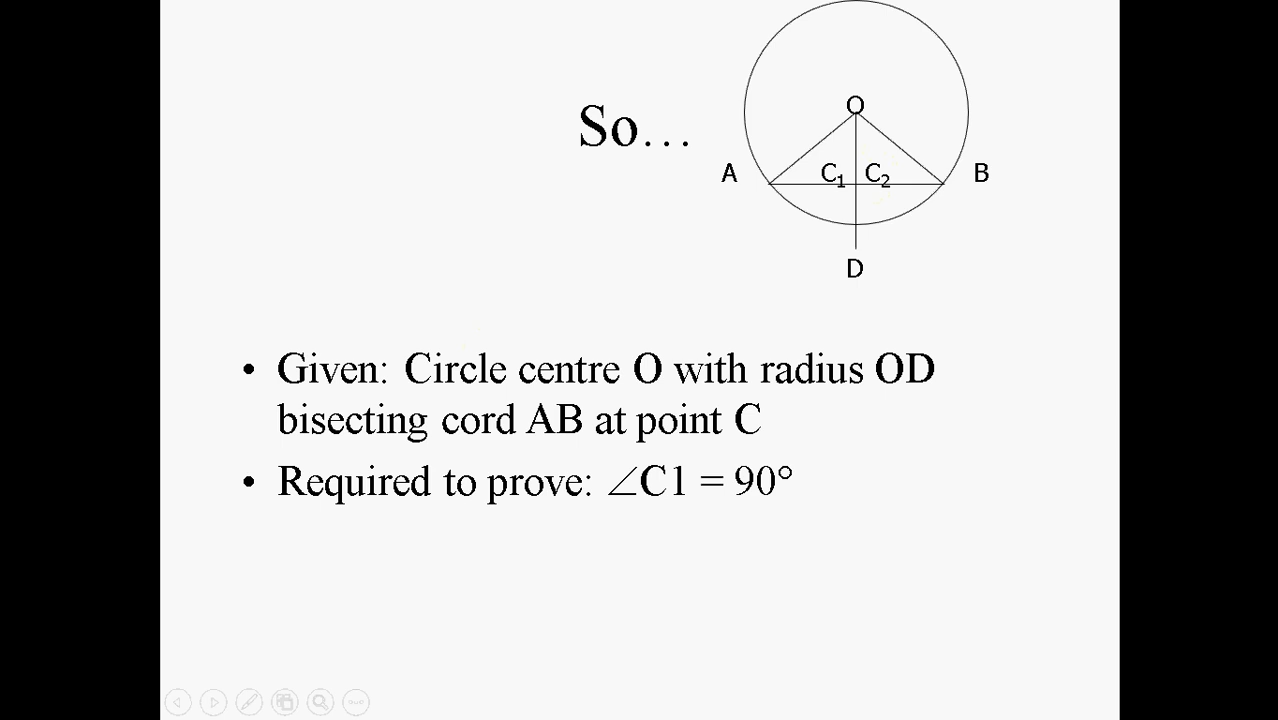 So…
O
A
C₁ C₂
B
D
• Given: Circle centre O with radius OD
bisecting cord AB at point C
• Required to prove: ∠C1 = 90°